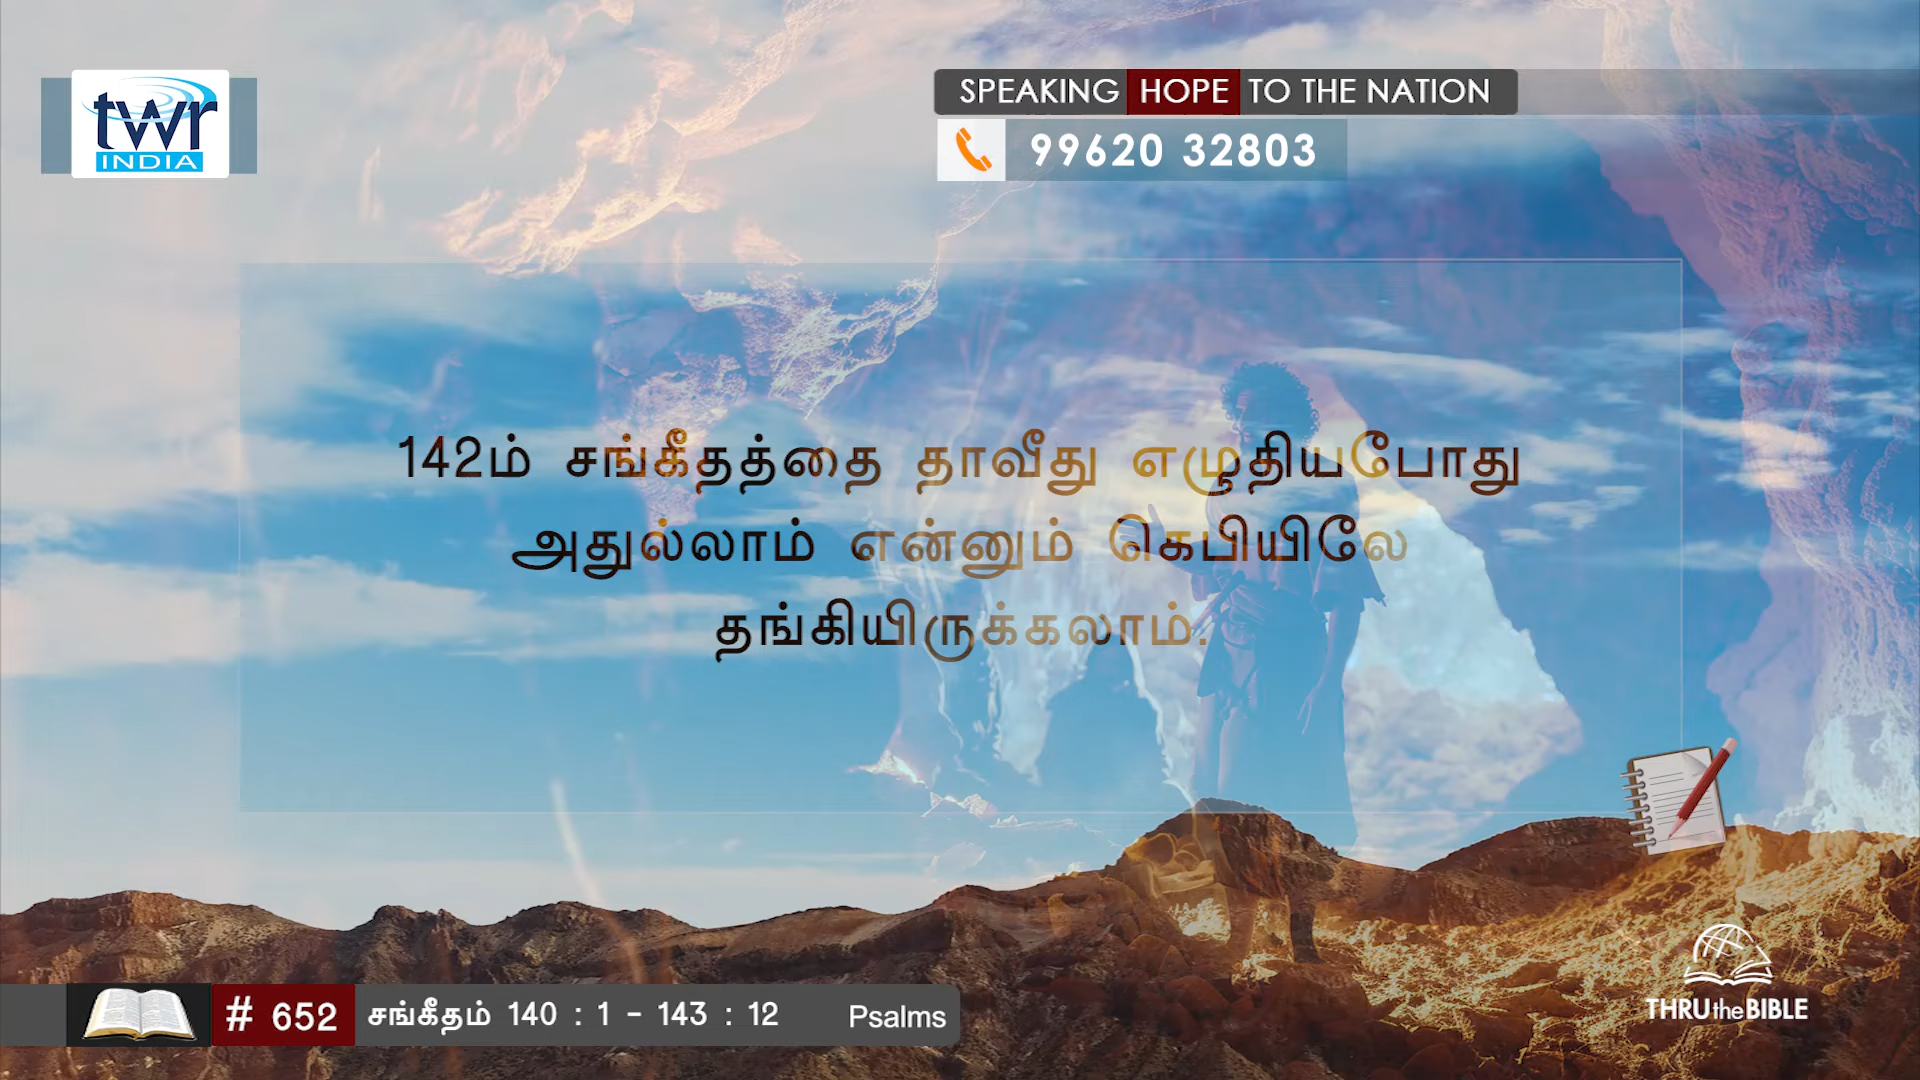 twr
INDIA
SPEAKING HOPE TO THE NATION
99620 32803
142ம் சங்கீதத்தை தாவீது எழுதியபோது
அதுல்லாம் என்னும் கெபியிலே
தங்கியிருக்கலாம்.
# 652 சங்கீதம் 140 : 1 - 143 : 12 Psalms
THRU the BIBLE